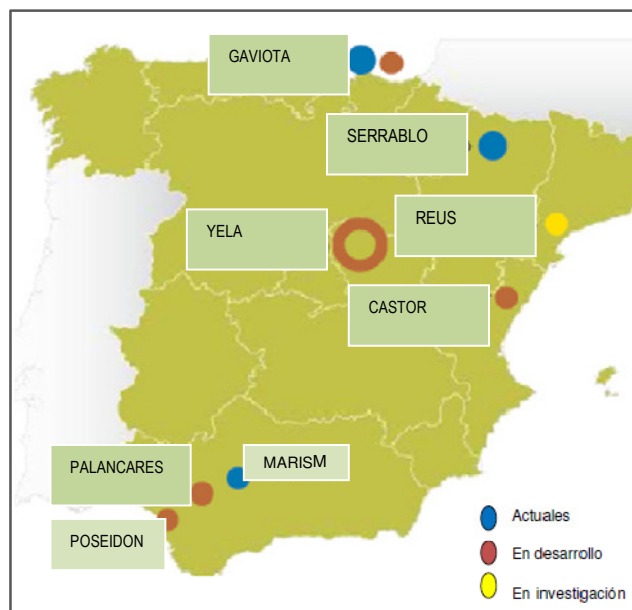 GAVIOTA
SERRABLO
REUS
YELA
CASTOR
MARISM
PALANCARES
POSEIDON
Actuales
En desarrollo
En investigación